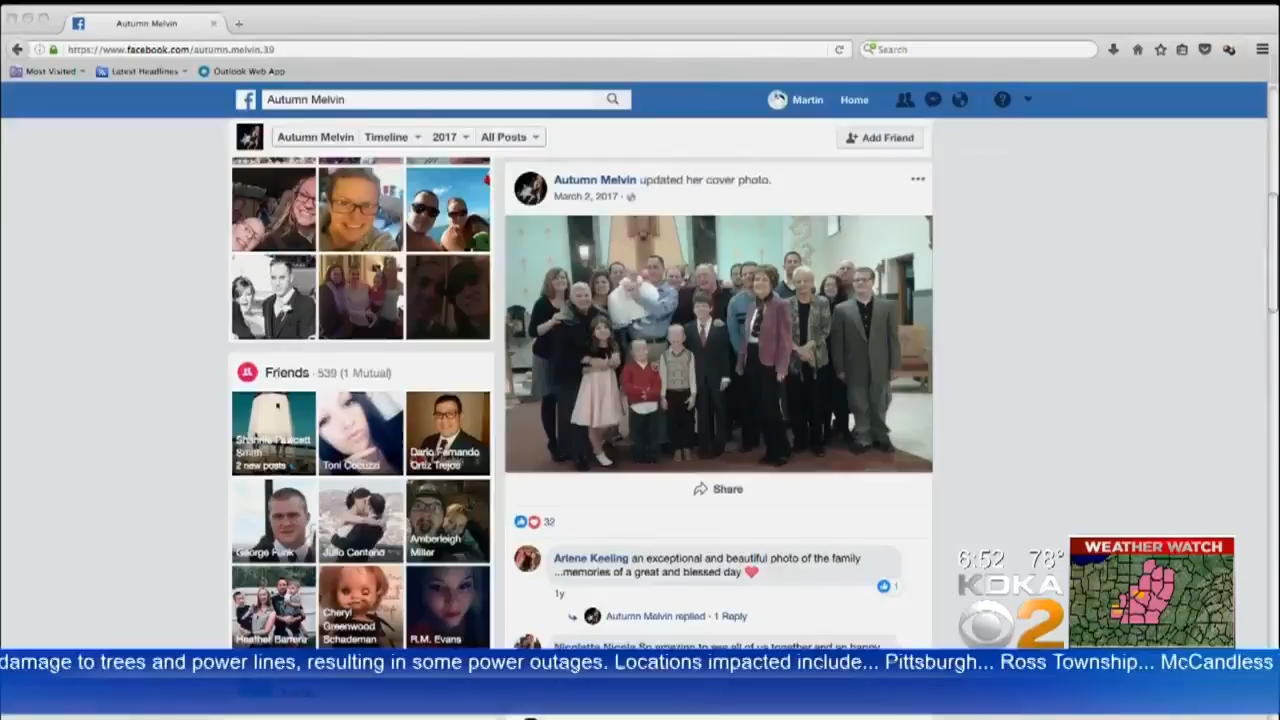 Autumn Melvin
https://www.facebook.com/autumn.melvin.39
Search
Most Visited
Latest Headlines
Outlook Web App
Autumn Melvin
Martin
Home
Autumn Melvin
Timeline
2017
All Posts
Add Friend
Autumn Melvin updated her cover photo.
March 2, 2017
Friends · 539 (1 Mutual)
Smith
2 new posts
Toni Cocuzzi
Dario Fernando
Ortiz Trejos
George Funk
Julio Centeno
Amberleigh
Miller
Heather Barrera
Cheryl
Greenwood
Schademan
R.M. Evans
Share
32
Arlene Keeling an exceptional and beautiful photo of the family
...memories of a great and blessed day
1
1y
Autumn Melvin replied · 1 Reply
6:52 78°
KDKA
2
WEATHER WATCH
damage to trees and power lines, resulting in some power outages. Locations impacted include... Pittsburgh... Ross Township... McCandless